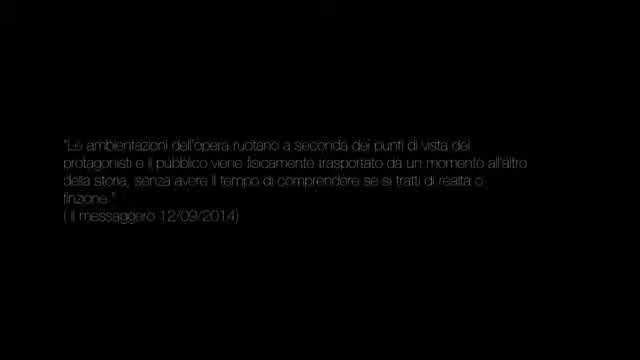 "Le ambientazioni dell'opera ruotano a seconda dei punti di vista dei
protagonisti e il pubblico viene fisicamente trasportato da un momento all'altro
della storia, senza avere il tempo di comprendere se si tratti di realtà o
finzione."
( Il messaggero 12/09/2014)